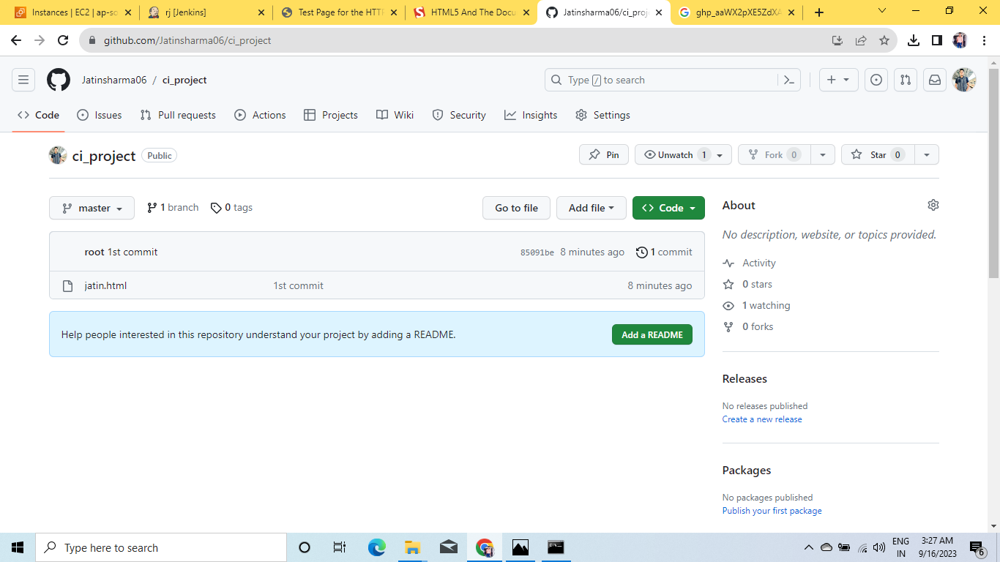 Instances | EC2 | ap-so
rj [Jenkins]
Test Page for the HTTP
HTML5 And The Docu
Jatinsharma06/ci_proj
ghp_aaWX2pXE5ZdXA
github.com/Jatinsharma06/ci_project
Jatinsharma06 / ci_project
Type / to search
Code
Issues
Pull requests
Actions
Projects
Wiki
Security
Insights
Settings
ci_project Public
Pin
Unwatch 1
Fork 0
Star 0
master
1 branch
0 tags
Go to file
Add file
Code
root 1st commit
85091be 8 minutes ago
1 commit
jatin.html
1st commit
8 minutes ago
Help people interested in this repository understand your project by adding a README.
Add a README
About
No description, website, or topics provided.
Activity
0 stars
1 watching
0 forks
Releases
No releases published
Create a new release
Packages
No packages published
Publish your first package
Type here to search
ENG
IN
3:27 AM
9/16/2023
6